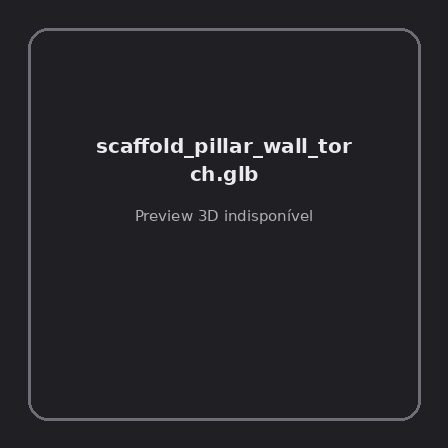 scaffold_pillar_wall_tor
ch.glb
Preview 3D indisponível